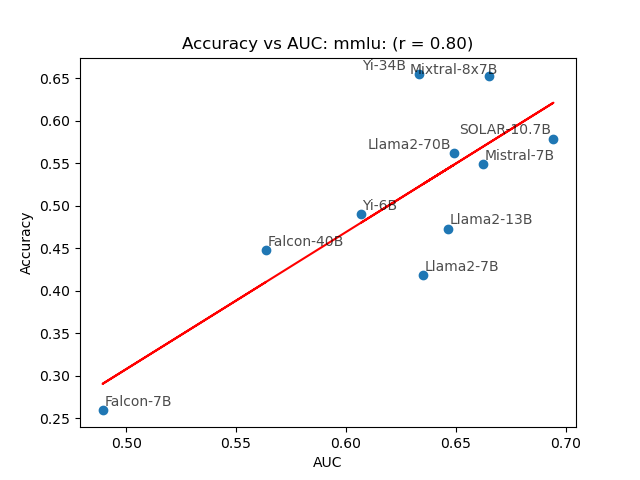 Accuracy vs AUC: mmlu: (r = 0.80)
Accuracy
0.65
0.60
0.55
0.50
0.45
0.40
0.35
0.30
0.25
Yi-34B
Mixtral-8x7B
SOLAR-10.7B
Llama2-70B
Mistral-7B
Yi-6B
Llama2-13B
Falcon-40B
Llama2-7B
Falcon-7B
0.50 0.55 0.60 0.65 0.70
AUC